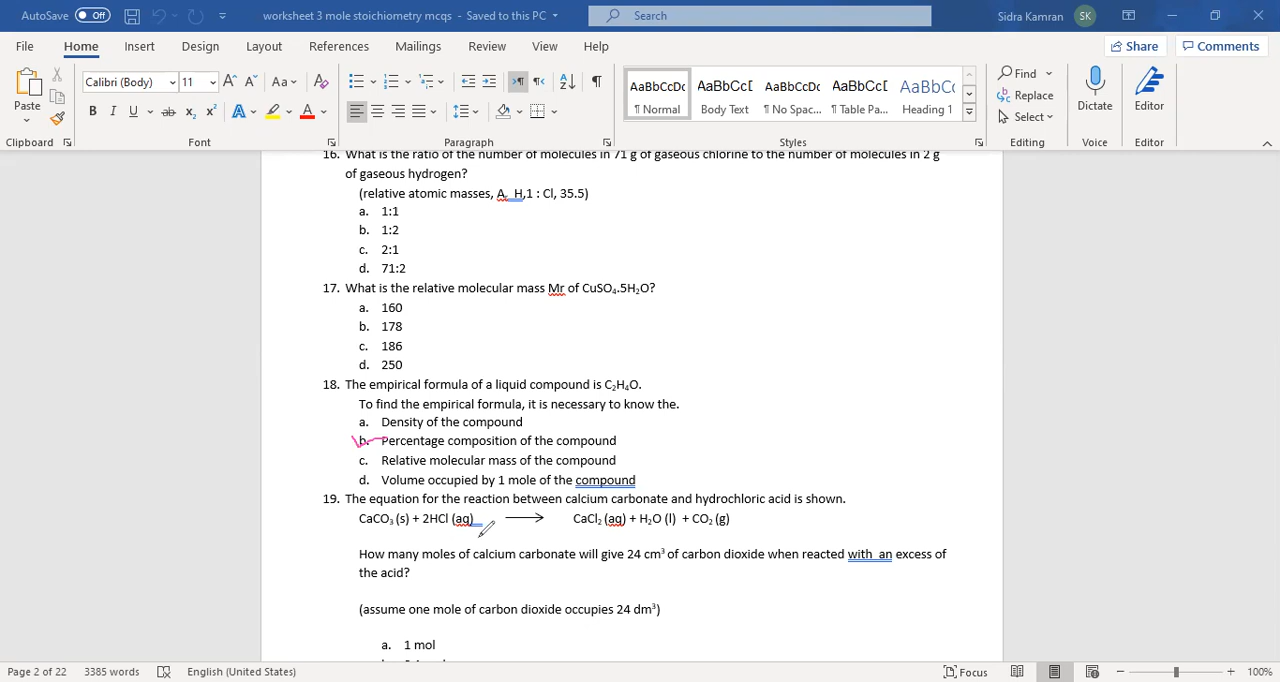 AutoSave Off worksheet 3 mole stoichiometry mcqs - Saved to this PC Search Sidra Kamran SK
File Home Insert Design Layout References Mailings Review View Help Share Comments
Paste Calibri (Body) 11 A A Aa A AaBbCcDc AaBbCcI AaBbCcDc AaBbCcI AaBbCc Find Dictate Editor
Replace
B I U ab x₂ x² A A ¶ Normal Body Text ¶ No Spac... ¶ Table Pa... Heading 1 Select
Clipboard Font Paragraph Styles Editing Voice Editor
16. What is the ratio of the number of molecules in 71 g of gaseous chlorine to the number of molecules in 2 g
of gaseous hydrogen?
(relative atomic masses, A, H,1 : Cl, 35.5)
a. 1:1
b. 1:2
c. 2:1
d. 71:2
17. What is the relative molecular mass Mr of CuSO₄.5H₂O?
a. 160
b. 178
c. 186
d. 250
18. The empirical formula of a liquid compound is C₂H₄O.
To find the empirical formula, it is necessary to know the.
a. Density of the compound
b. Percentage composition of the compound
c. Relative molecular mass of the compound
d. Volume occupied by 1 mole of the compound
19. The equation for the reaction between calcium carbonate and hydrochloric acid is shown.
CaCO₃ (s) + 2HCl (aq) → CaCl₂ (aq) + H₂O (l) + CO₂ (g)
How many moles of calcium carbonate will give 24 cm³ of carbon dioxide when reacted with an excess of
the acid?
(assume one mole of carbon dioxide occupies 24 dm³)
a. 1 mol
Page 2 of 22 3385 words English (United States) Focus 100%